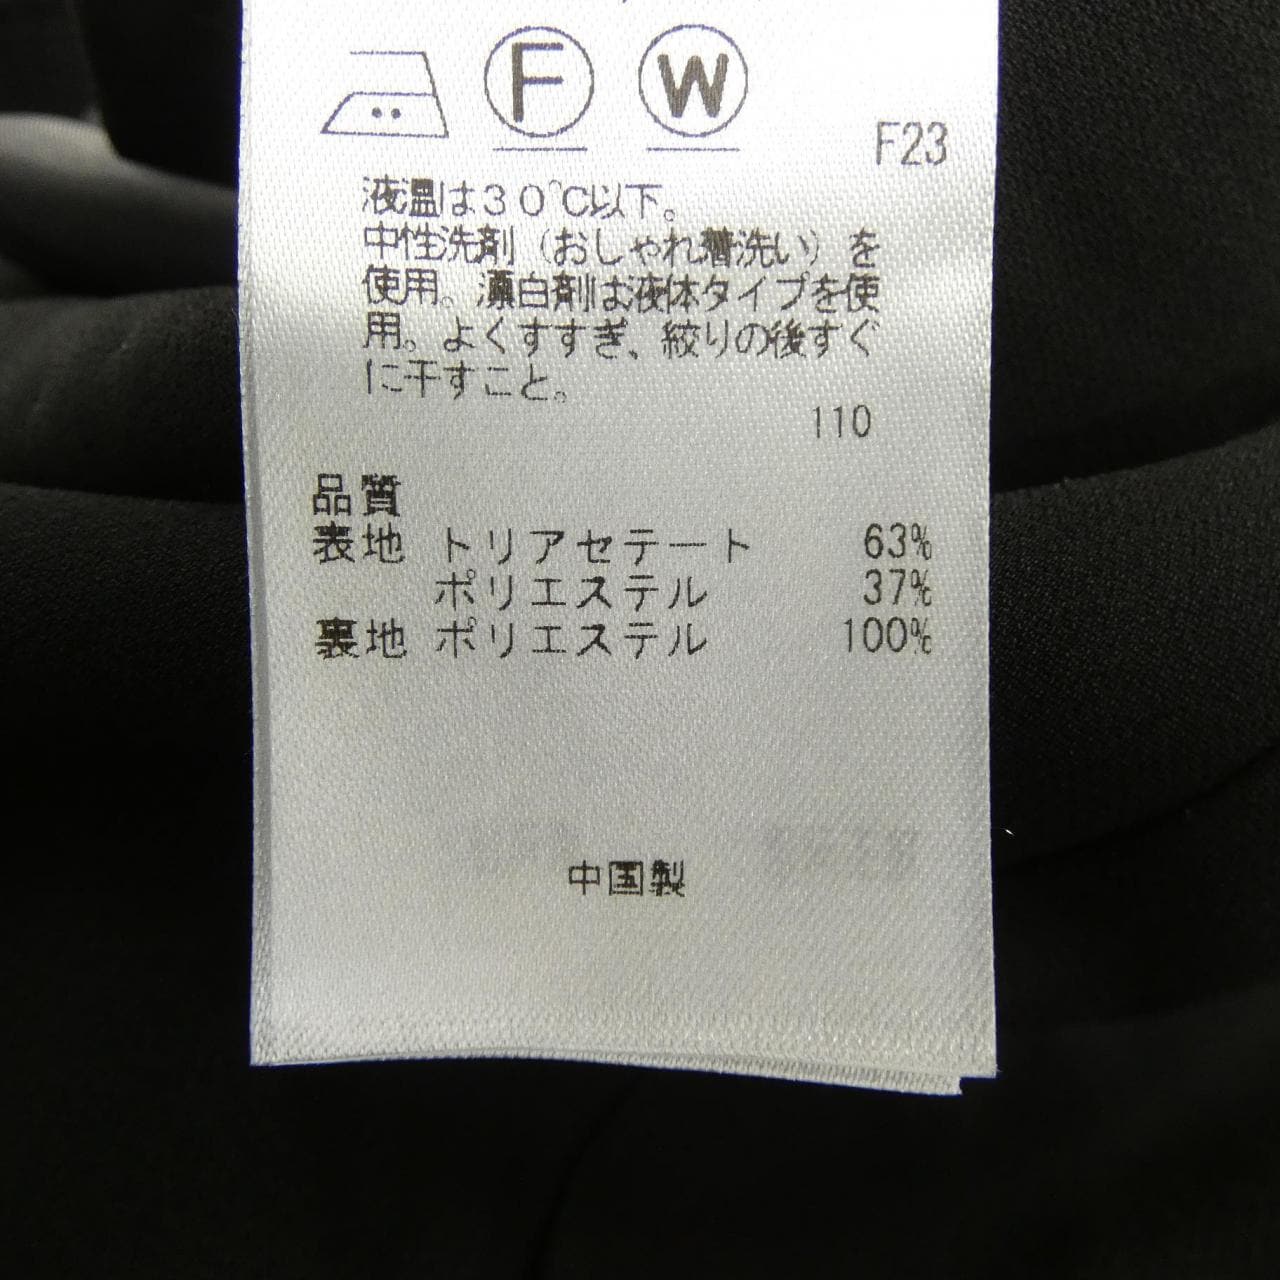 F W
F23
液温は30℃以下。
中性洗剤（おしゃれ着洗い）を
使用。漂白剤は液体タイプを使
用。よくすすぎ、絞りの後すぐ
に干すこと。
110
品質
表地 トリアセテート 63%
ポリエステル 37%
裏地 ポリエステル 100%
中国製